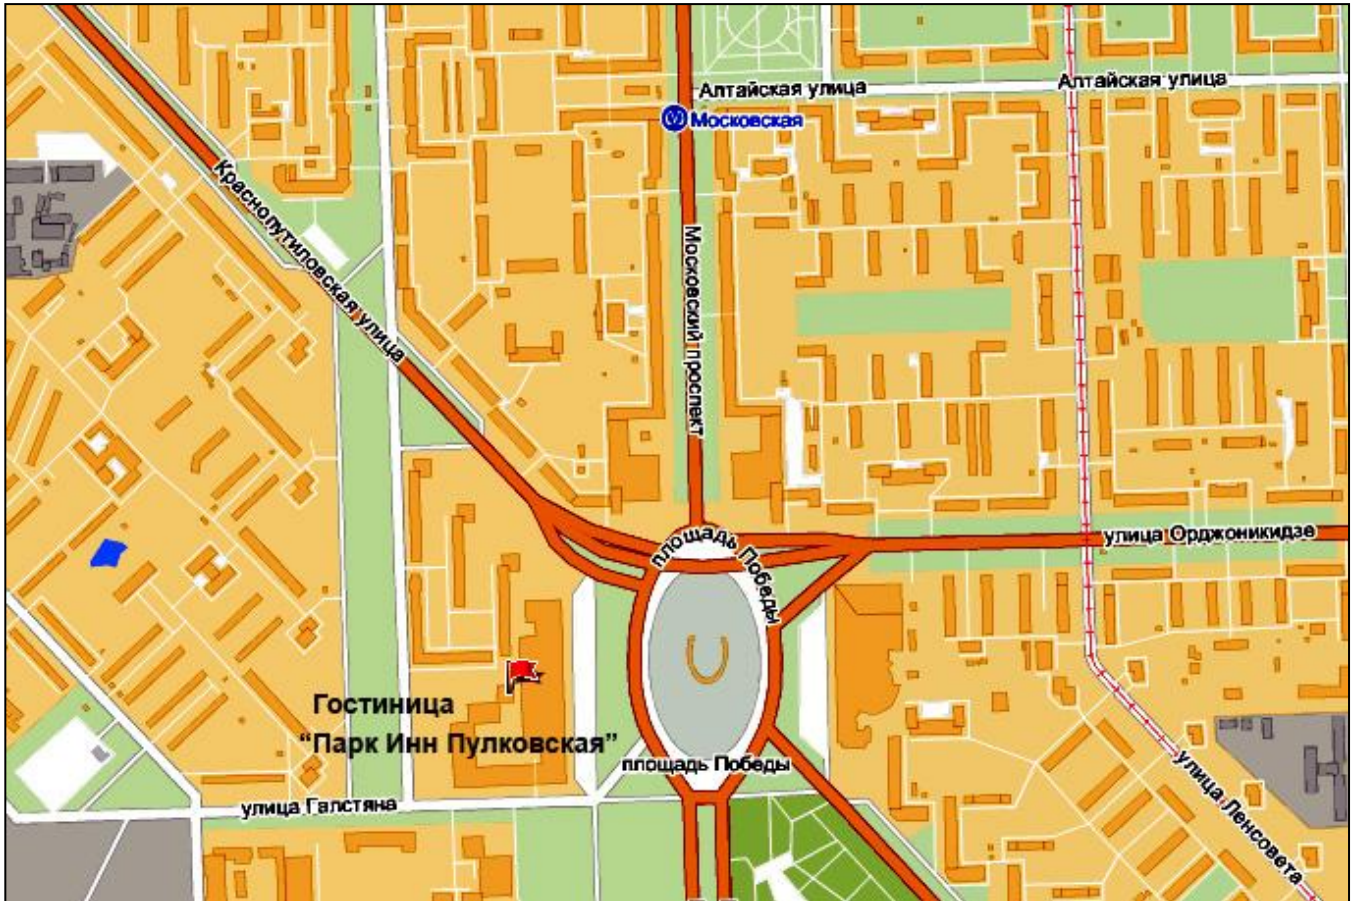 Алтайская улица
Алтайская улица
Московская
Краснопутиловская улица
Московский проспект
площадь Победы
улица Орджоникидзе
Гостиница
“Парк Инн Пулковская”
площадь Победы
улица Галстяна
улица Ленсовета